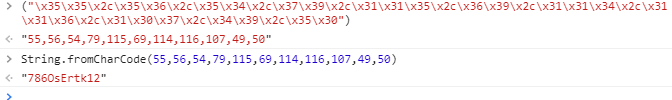 > ("\x35\x35\x2c\x35\x36\x2c\x35\x34\x2c\x37\x39\x2c\x31\x31\x35\x2c\x36\x39\x2c\x31\x31\x34\x2c\x31
\x31\x36\x2c\x31\x30\x37\x2c\x34\x39\x2c\x35\x30")
< "55,56,54,79,115,69,114,116,107,49,50"
> String.fromCharCode(55,56,54,79,115,69,114,116,107,49,50)
< "786OsErtk12"
>